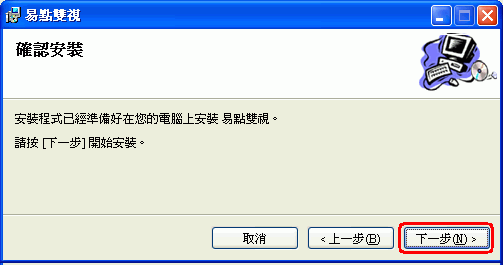 易點雙視
確認安裝
安裝程式已經準備好在您的電腦上安裝 易點雙視。
請按 [下一步] 開始安裝。
取消
< 上一步(B)
下一步(N) >